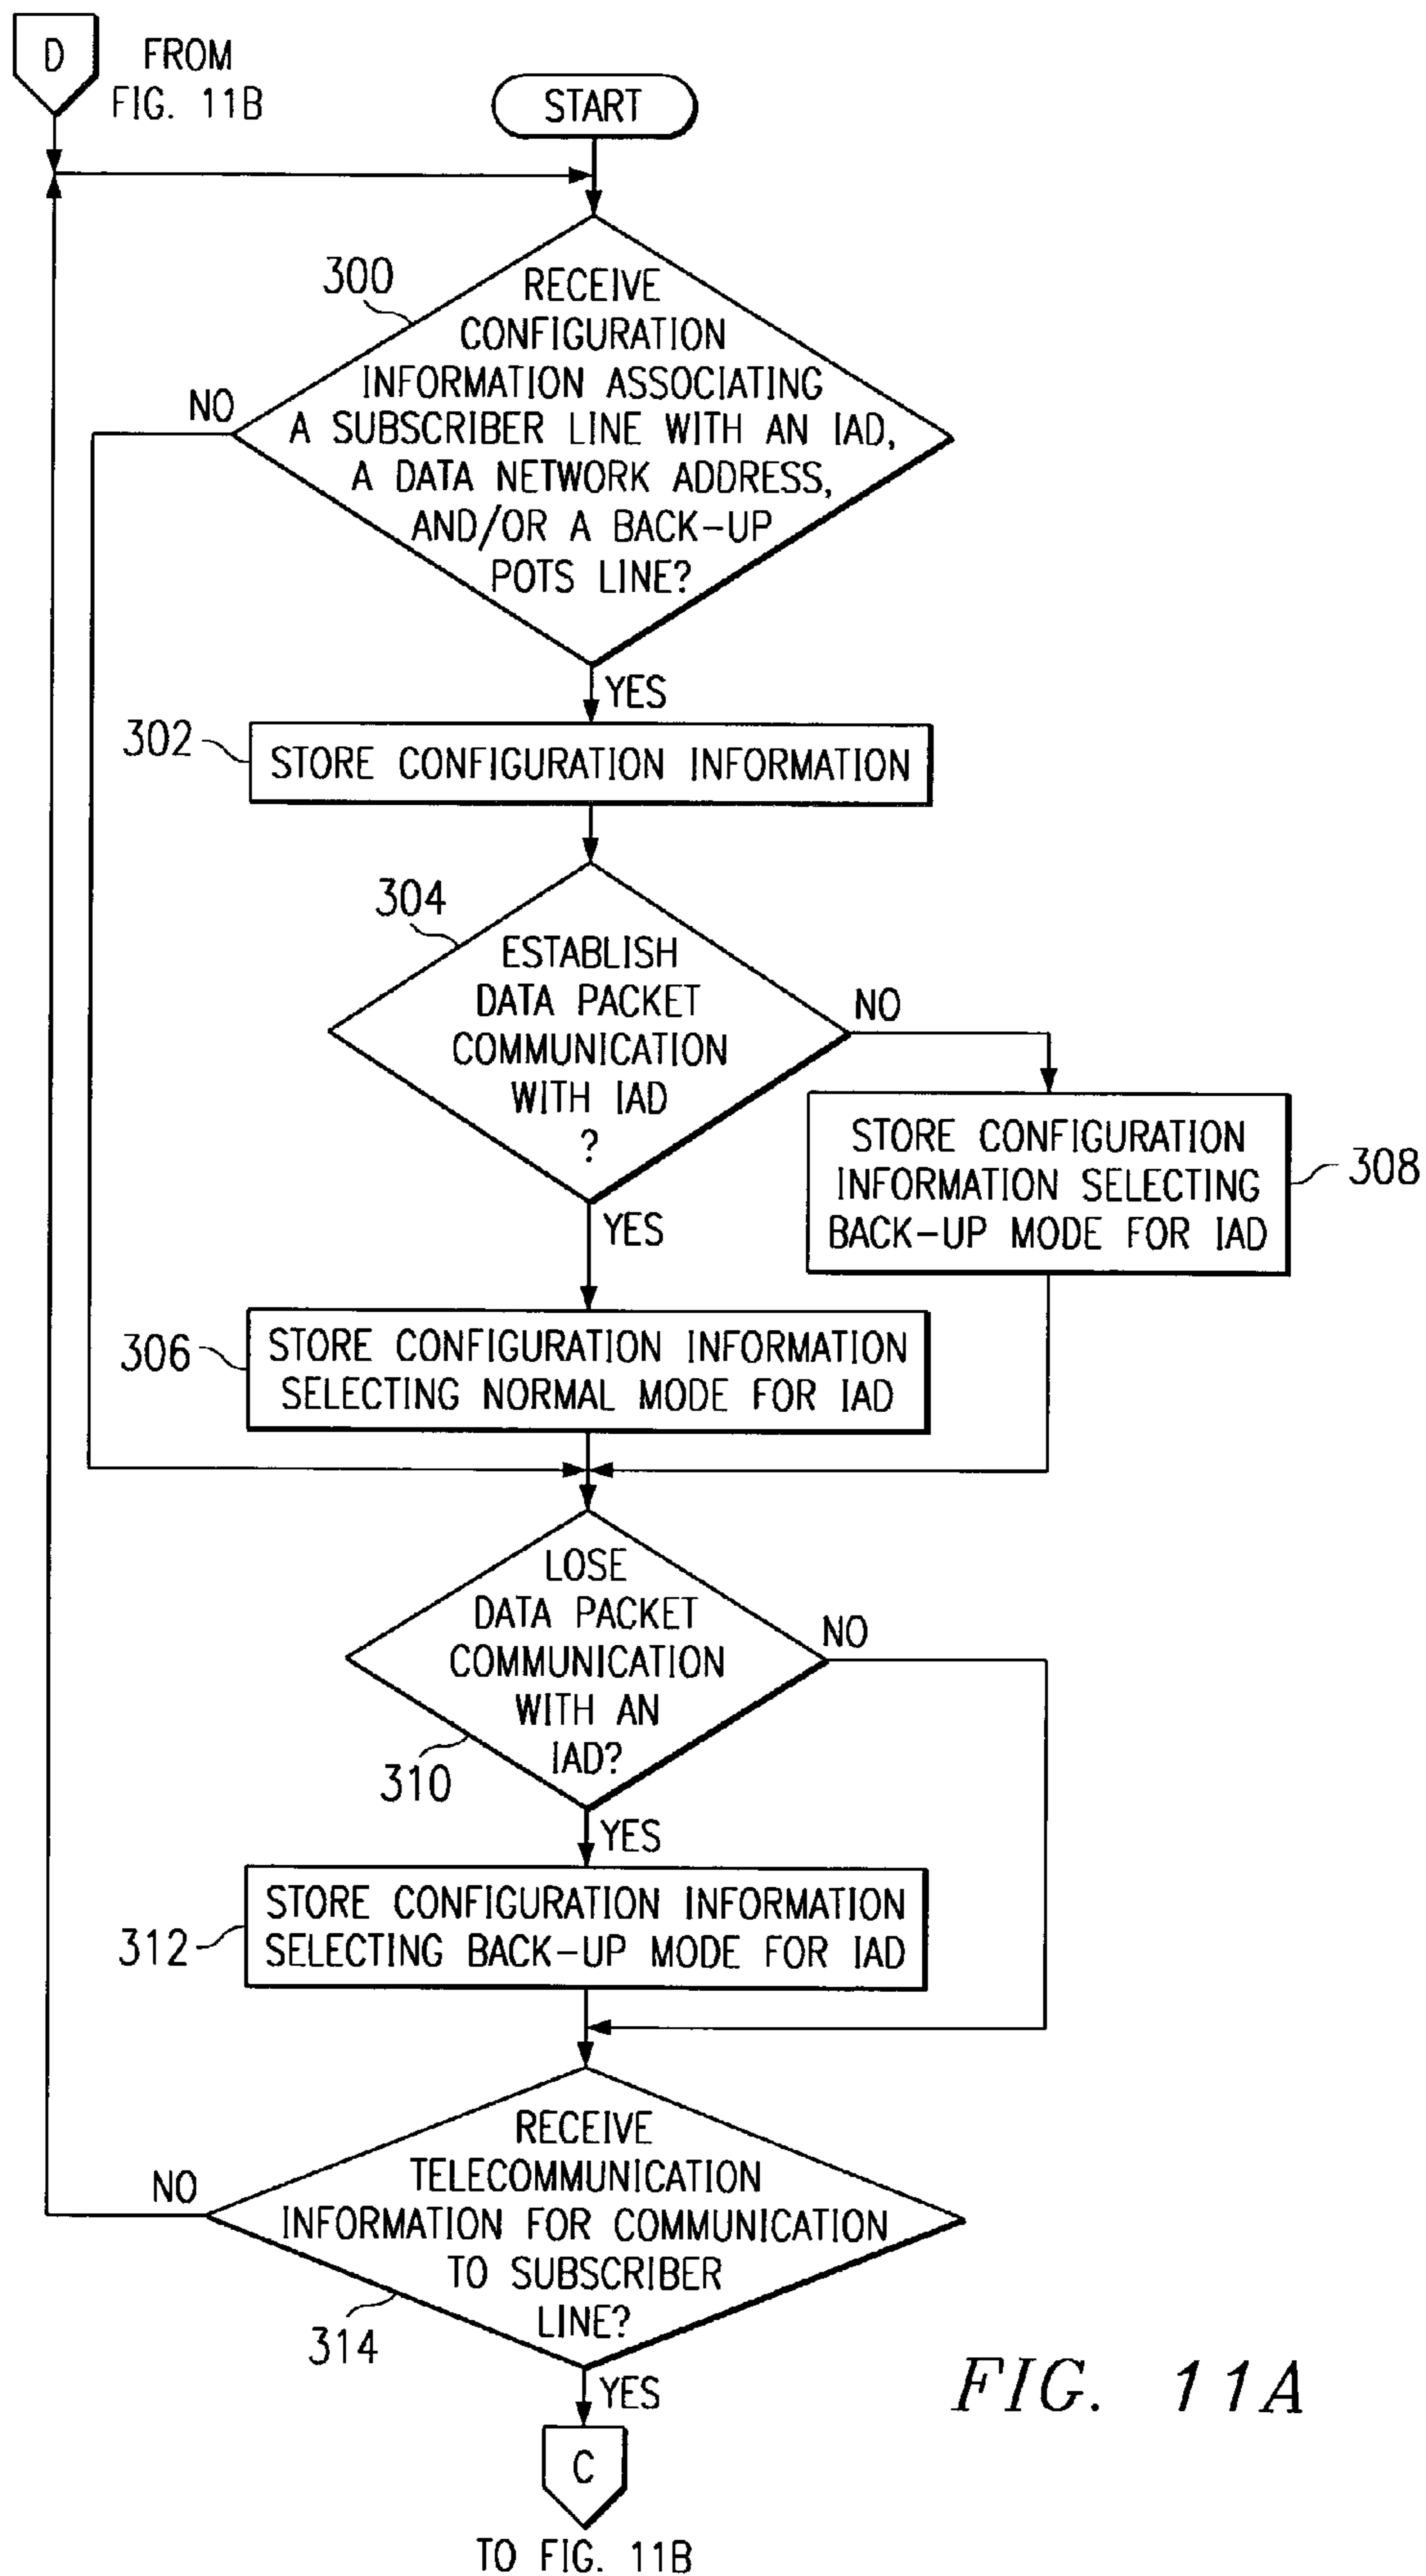 D
FROM
FIG. 11B
START
300
RECEIVE
CONFIGURATION
INFORMATION ASSOCIATING
A SUBSCRIBER LINE WITH AN IAD,
A DATA NETWORK ADDRESS,
AND/OR A BACK-UP
POTS LINE?
NO
YES
302
STORE CONFIGURATION INFORMATION
304
ESTABLISH
DATA PACKET
COMMUNICATION
WITH IAD
?
NO
YES
STORE CONFIGURATION
INFORMATION SELECTING
BACK-UP MODE FOR IAD
308
306
STORE CONFIGURATION INFORMATION
SELECTING NORMAL MODE FOR IAD
LOSE
DATA PACKET
COMMUNICATION
WITH AN
IAD?
NO
310
YES
312
STORE CONFIGURATION INFORMATION
SELECTING BACK-UP MODE FOR IAD
RECEIVE
TELECOMMUNICATION
INFORMATION FOR COMMUNICATION
TO SUBSCRIBER
LINE?
NO
314
YES
C
TO FIG. 11B
FIG. 11A